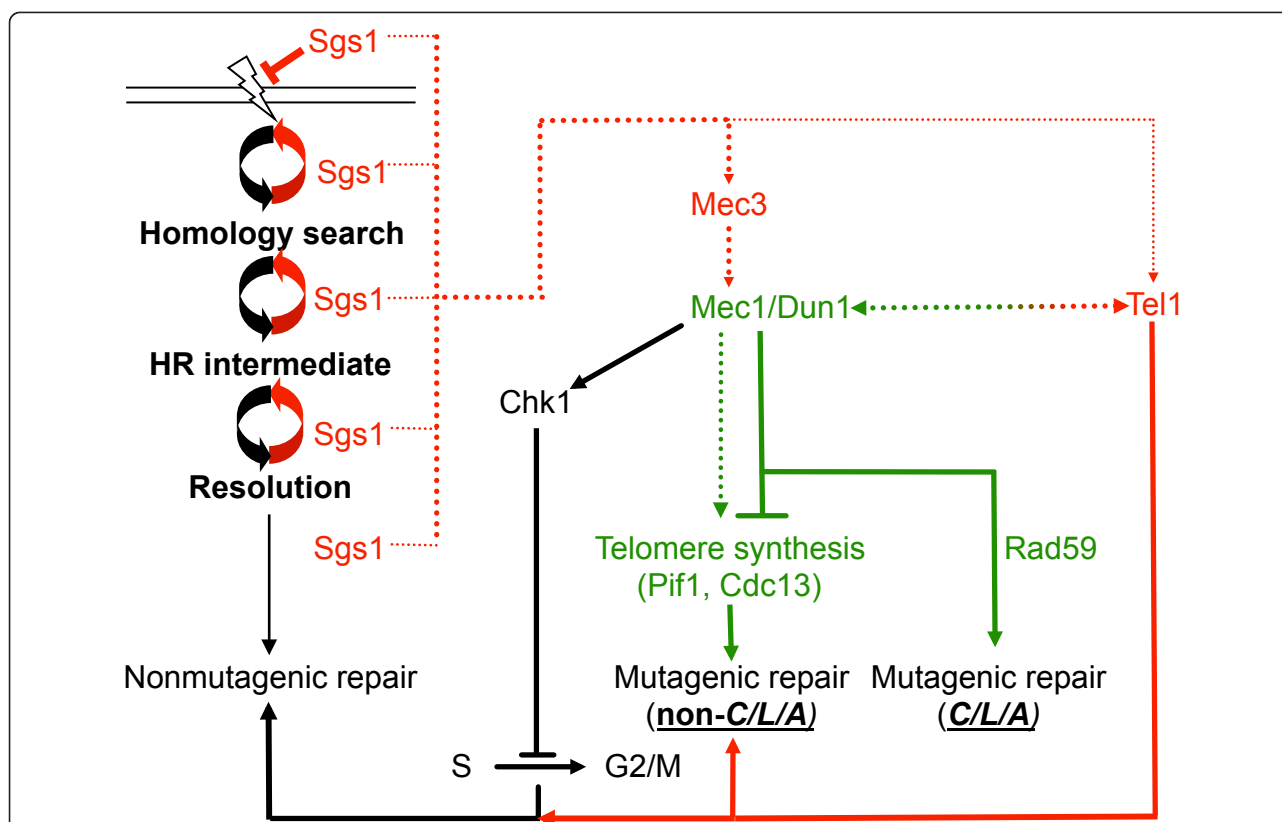 Sgs1
Sgs1
Homology search
Sgs1
HR intermediate
Sgs1
Resolution
Sgs1
Nonmutagenic repair
Mec3
Mec1/Dun1
Tel1
Chk1
Telomere synthesis
(Pif1, Cdc13)
Rad59
Mutagenic repair
(non-C/L/A)
Mutagenic repair
(C/L/A)
S
G2/M